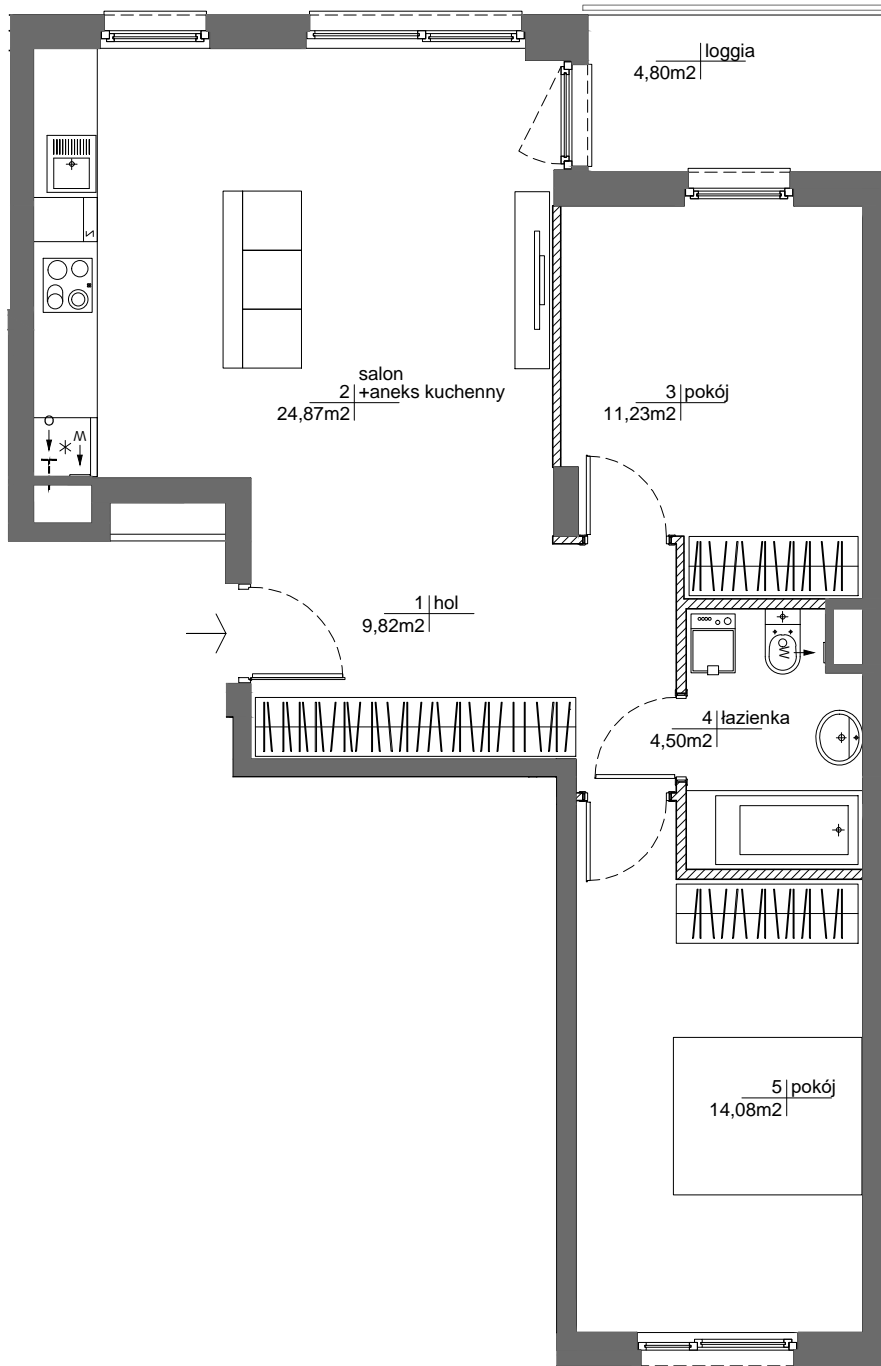 loggia
4,80m2
salon
2 +aneks kuchenny
24,87m2
3 pokój
11,23m2
O
W
T
1 hol
9,82m2
4 łazienka
4,50m2
5 pokój
14,08m2